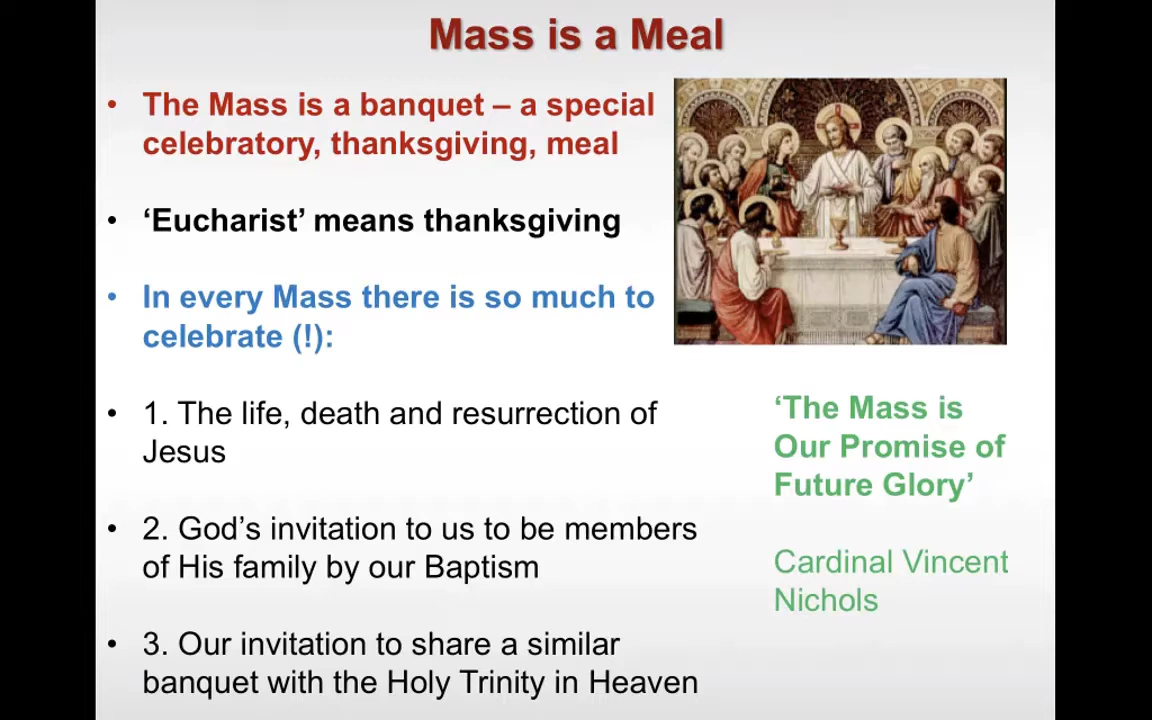 Mass is a Meal
• The Mass is a banquet – a special
celebratory, thanksgiving, meal
• ‘Eucharist’ means thanksgiving
• In every Mass there is so much to
celebrate (!):
• 1. The life, death and resurrection of
Jesus
• 2. God’s invitation to us to be members
of His family by our Baptism
• 3. Our invitation to share a similar
banquet with the Holy Trinity in Heaven
‘The Mass is
Our Promise of
Future Glory’
Cardinal Vincent
Nichols